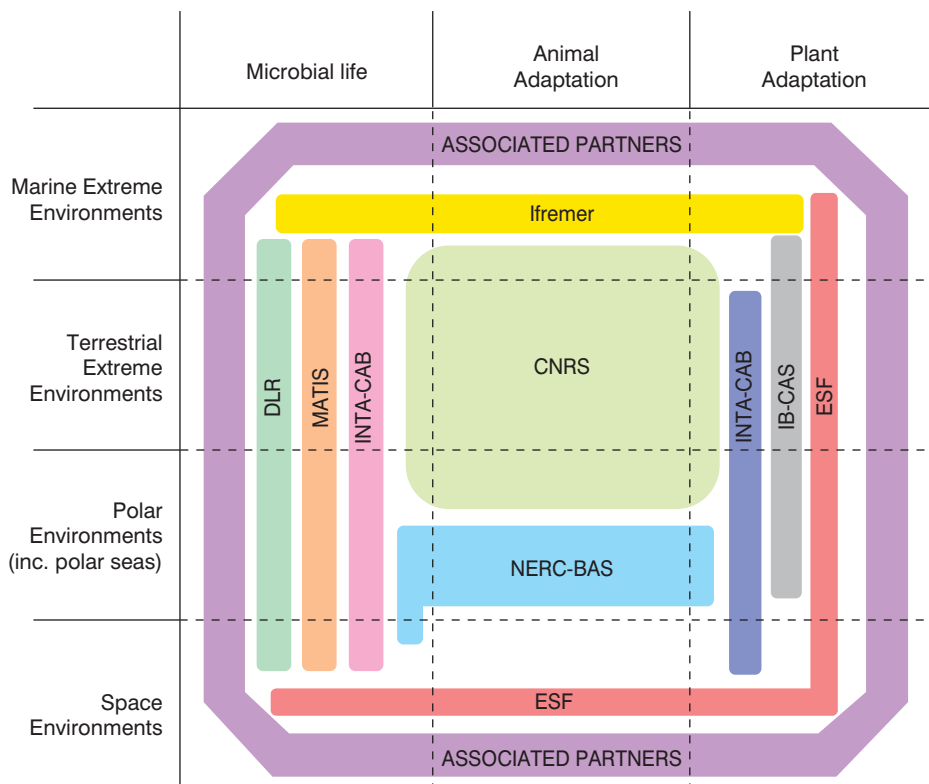 Microbial life
Animal
Adaptation
Plant
Adaptation
ASSOCIATED PARTNERS
Marine Extreme
Environments
Ifremer
Terrestrial
Extreme
Environments
DLR
MATIS
INTA-CAB
CNRS
INTA-CAB
IB-CAS
ESF
Polar
Environments
(inc. polar seas)
NERC-BAS
Space
Environments
ESF
ASSOCIATED PARTNERS